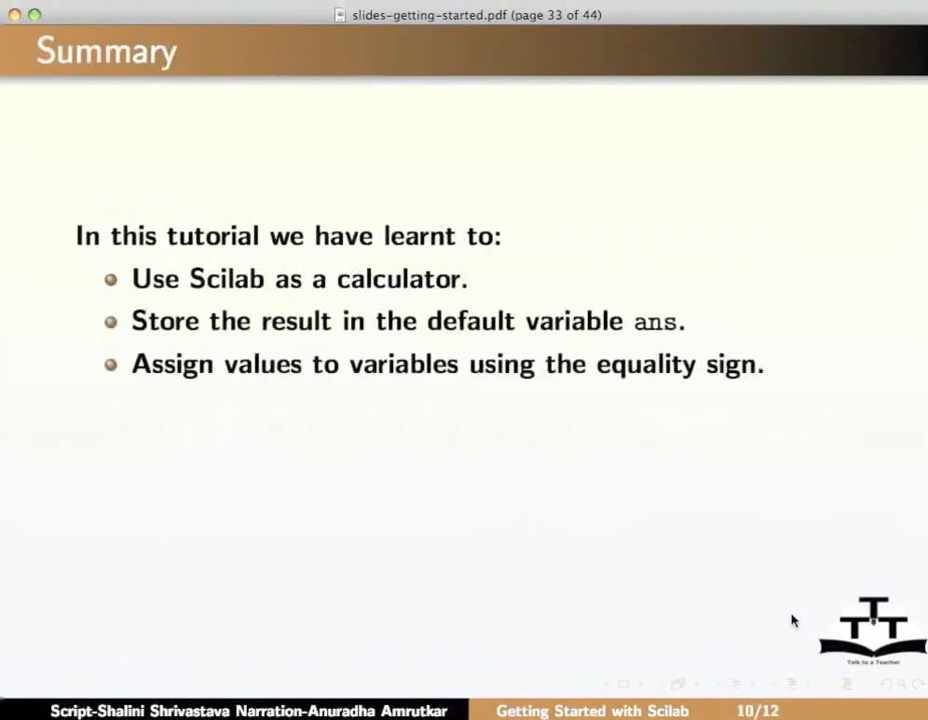 slides-getting-started.pdf (page 33 of 44)
Summary
In this tutorial we have learnt to:
Use Scilab as a calculator.
Store the result in the default variable ans.
Assign values to variables using the equality sign.
T
T T
Talk to a Teacher
Script-Shalini Shrivastava Narration-Anuradha Amrutkar
Getting Started with Scilab
10/12